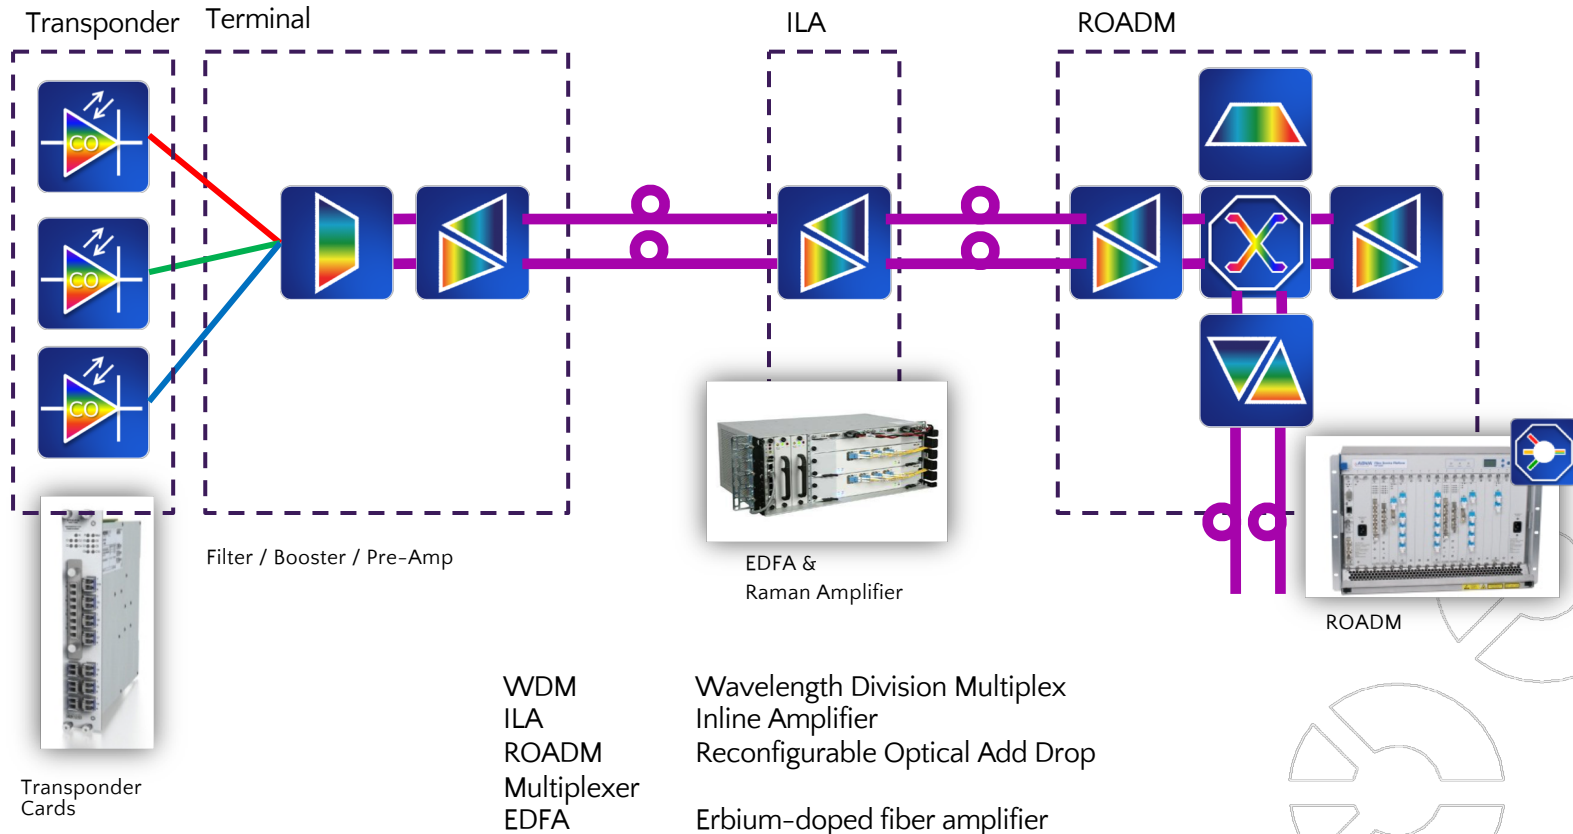 Transponder
Terminal
ILA
ROADM
CO
CO
CO
Filter / Booster / Pre-Amp
EDFA &
Raman Amplifier
ROADM
Transponder
Cards
WDM Wavelength Division Multiplex
ILA Inline Amplifier
ROADM Reconfigurable Optical Add Drop
Multiplexer
EDFA Erbium-doped fiber amplifier